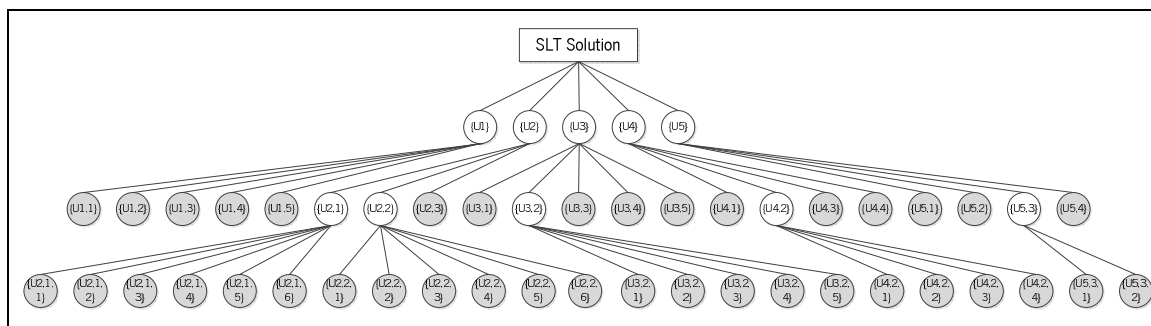 SLT Solution
{U1} {U2} {U3} {U4} {U5}
{U1,1} {U1,2} {U1,3} {U1,4} {U1,5} {U2,1} {U2,2} {U2,3} {U3,1} {U3,2} {U3,3} {U3,4} {U3,5} {U4,1} {U4,2} {U4,3} {U4,4} {U5,1} {U5,2} {U5,3} {U5,4}
{U2,1, {U2,1, {U2,1, {U2,1, {U2,1, {U2,1, {U2,2, {U2,2, {U2,2, {U2,2, {U2,2, {U2,2, {U3,2, {U3,2, {U3,2, {U3,2, {U3,2, {U4,2, {U4,2, {U4,2, {U4,2, {U5,3, {U5,3,
1} 2} 3} 4} 5} 6} 1} 2} 3} 4} 5} 6} 1} 2} 3} 4} 5} 1} 2} 3} 4} 1} 2}